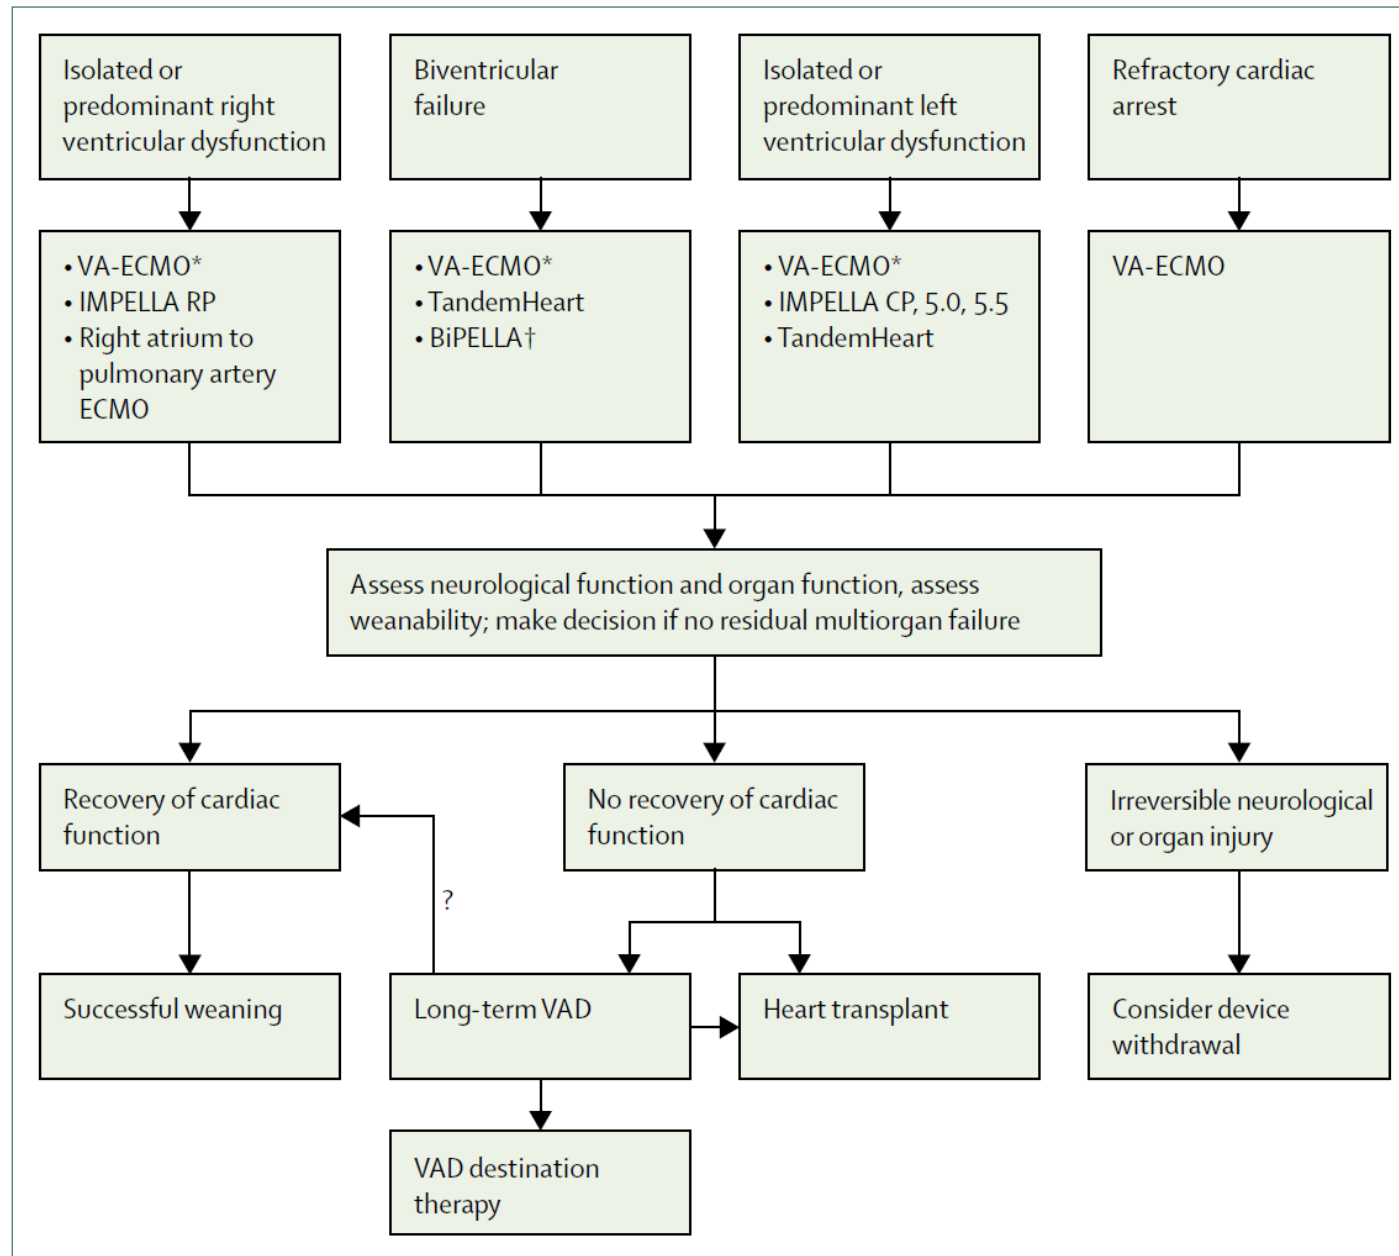 Isolated or
predominant right
ventricular dysfunction
Biventricular
failure
Isolated or
predominant left
ventricular dysfunction
Refractory cardiac
arrest
• VA-ECMO*
• IMPELLA RP
• Right atrium to
pulmonary artery
ECMO
• VA-ECMO*
• TandemHeart
• BiPELLA†
• VA-ECMO*
• IMPELLA CP, 5.0, 5.5
• TandemHeart
VA-ECMO
Assess neurological function and organ function, assess
weanability; make decision if no residual multiorgan failure
Recovery of cardiac
function
No recovery of cardiac
function
Irreversible neurological
or organ injury
?
Successful weaning
Long-term VAD
Heart transplant
Consider device
withdrawal
VAD destination
therapy